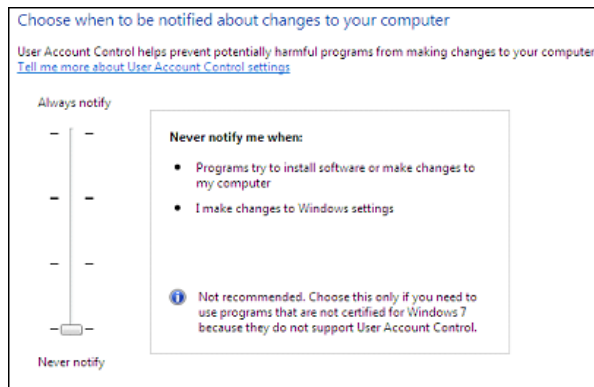 Choose when to be notified about changes to your computer
User Account Control helps prevent potentially harmful programs from making changes to your computer
Tell me more about User Account Control settings
Always notify
Never notify me when:
• Programs try to install software or make changes to
my computer
• I make changes to Windows settings
Not recommended. Choose this only if you need to
use programs that are not certified for Windows 7
because they do not support User Account Control.
Never notify